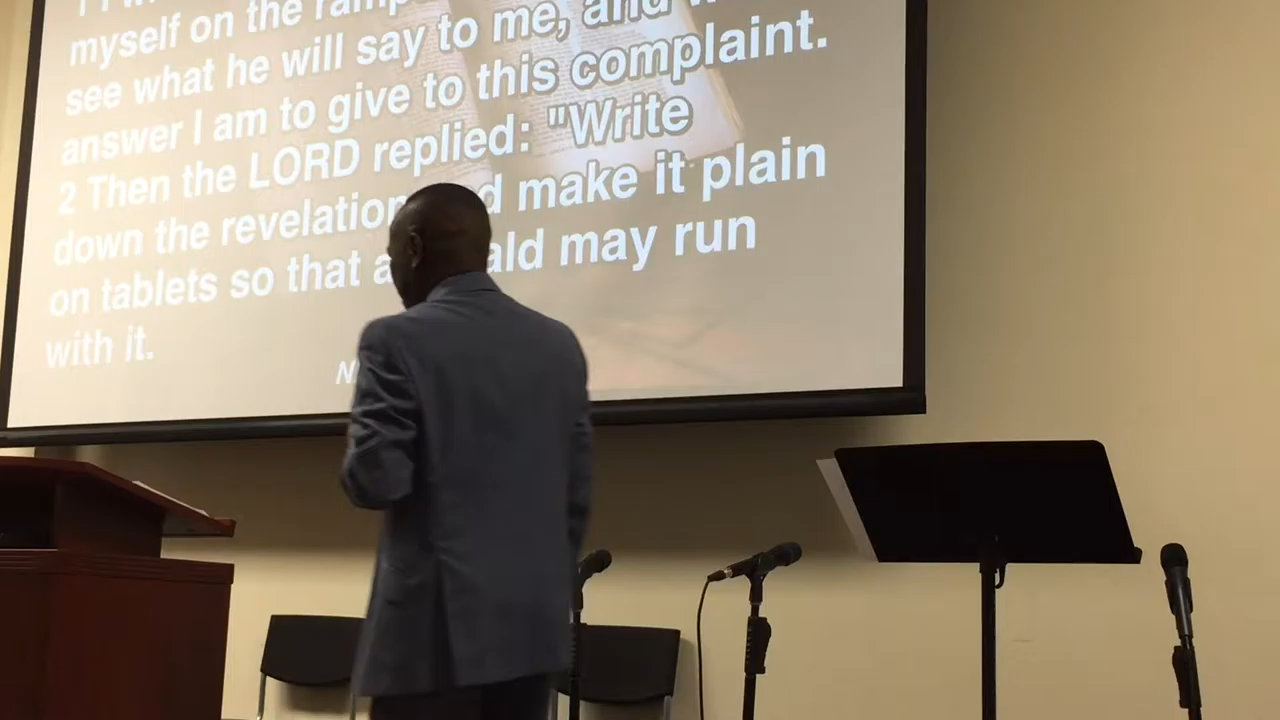 myself on the
see what he will say to me, and
answer I am to give to this complaint.
2 Then the LORD replied: "Write
down the revelation make it plain
on tablets so that a may run
with it.